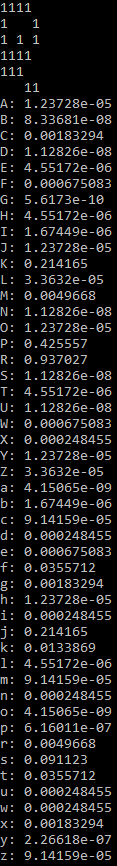 1111
1   1
1 1 1
1111
111
   11
A: 1.23728e-05
B: 8.33681e-08
C: 0.00183294
D: 1.12826e-08
E: 4.55172e-06
F: 0.000675083
G: 5.6173e-10
H: 4.55172e-06
I: 1.67449e-06
J: 1.23728e-05
K: 0.214165
L: 3.3632e-05
M: 0.0049668
N: 1.12826e-08
O: 1.23728e-05
P: 0.425557
R: 0.937027
S: 1.12826e-08
T: 4.55172e-06
U: 1.12826e-08
W: 0.000675083
X: 0.000248455
Y: 1.23728e-05
Z: 3.3632e-05
a: 4.15065e-09
b: 1.67449e-06
c: 9.14159e-05
d: 0.000248455
e: 0.000675083
f: 0.0355712
g: 0.00183294
h: 1.23728e-05
i: 0.000248455
j: 0.214165
k: 0.0133869
l: 4.55172e-06
m: 9.14159e-05
n: 0.000248455
o: 4.15065e-09
p: 6.16011e-07
r: 0.0049668
s: 0.091123
t: 0.0355712
u: 0.000248455
w: 0.000248455
x: 0.00183294
y: 2.26618e-07
z: 9.14159e-05